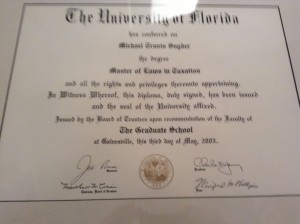 The University of Florida
has conferred on
Michael Travis Snyder
the degree
Master of Laws in Taxation
and all the rights and privileges thereunto appertaining.
In Witness Whereof, this diploma, duly signed, has been issued
and the seal of the University affixed.
Issued by the Board of Trustees upon recommendation of the Faculty of
The Graduate School
at Gainesville, this third day of May, 2003.